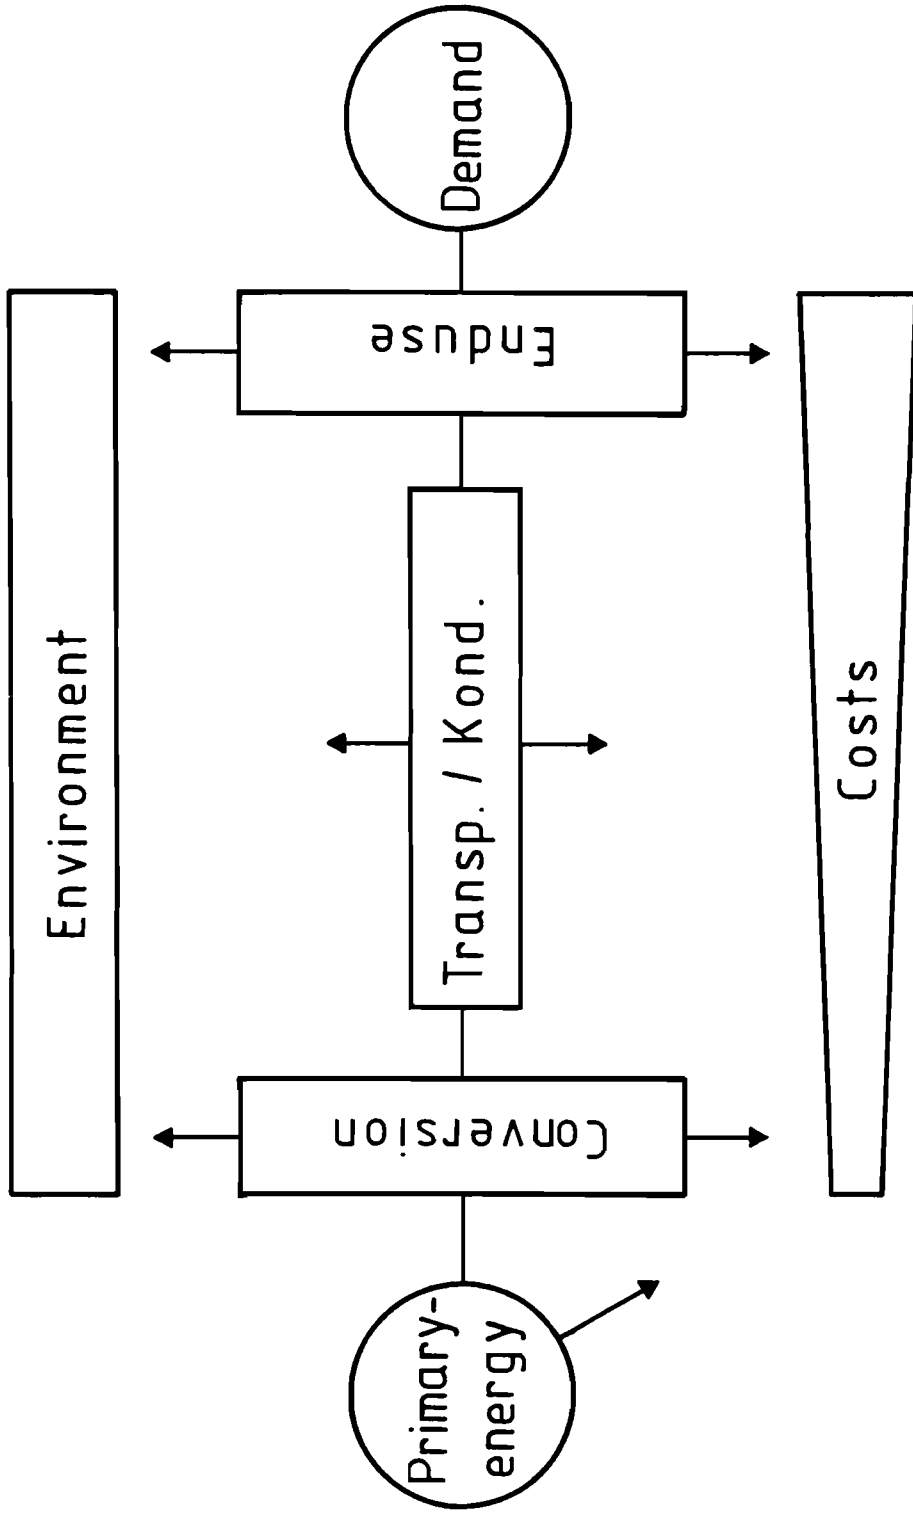 Environment
Primary-
energy
Conversion
Transp. / Kond.
Enduse
Demand
Costs